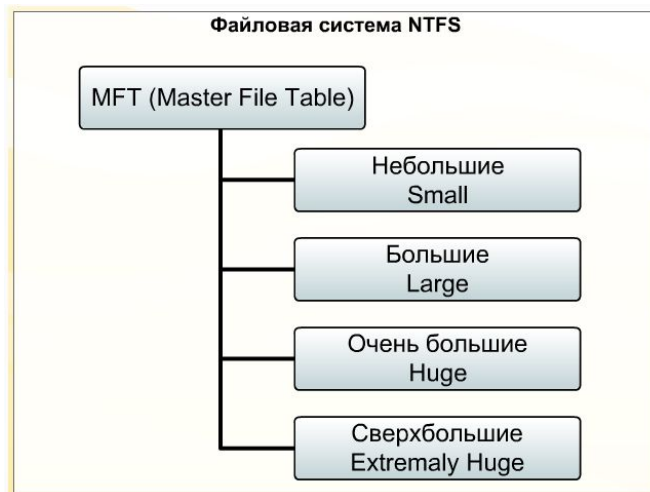 Файловая система NTFS
MFT (Master File Table)
Небольшие
Small
Большие
Large
Очень большие
Huge
Сверхбольшие
Extremaly Huge